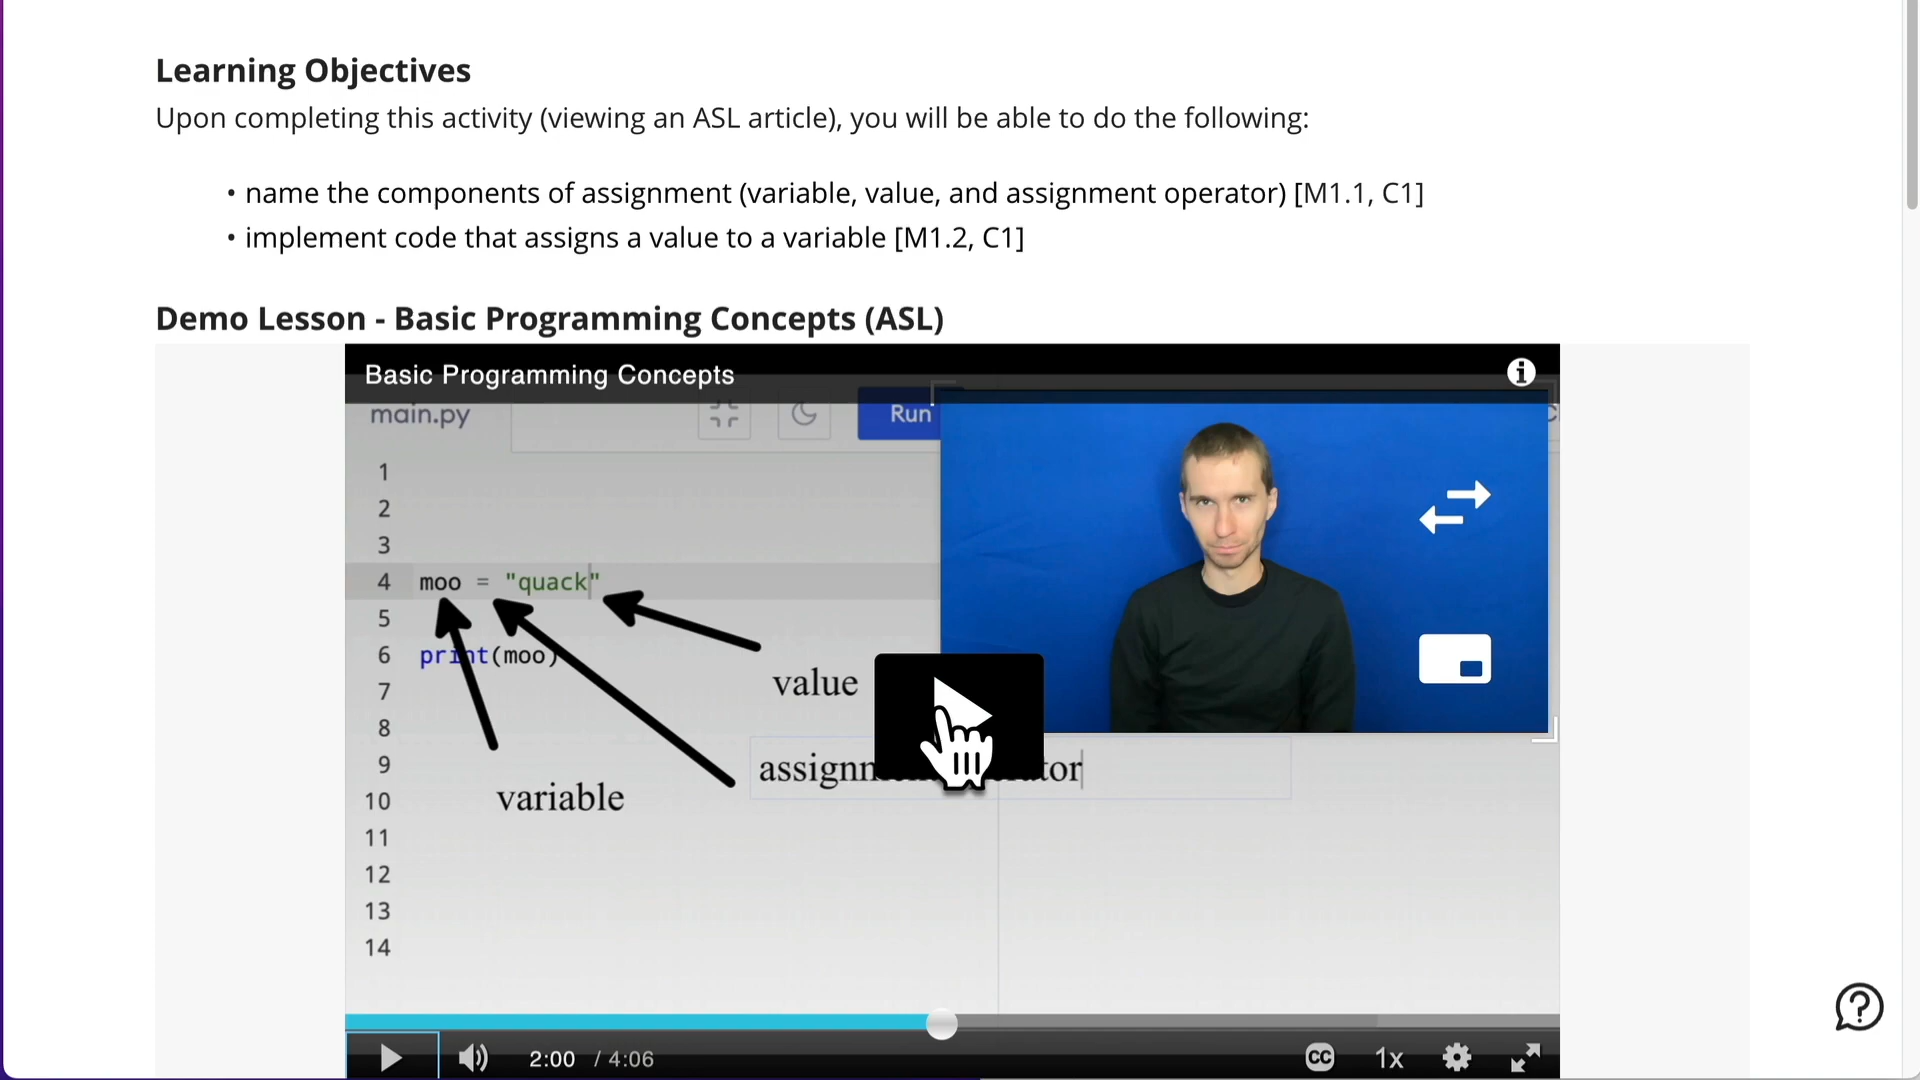 Learning Objectives
Upon completing this activity (viewing an ASL article), you will be able to do the following:
• name the components of assignment (variable, value, and assignment operator) [M1.1, C1]
• implement code that assigns a value to a variable [M1.2, C1]
Demo Lesson - Basic Programming Concepts (ASL)
Basic Programming Concepts
main.py
Run
1
2
3
4 moo = "quack"
5
6 print(moo)
7
value
8
9
10
variable
11
12
13
14
2:00 / 4:06
CC
1x